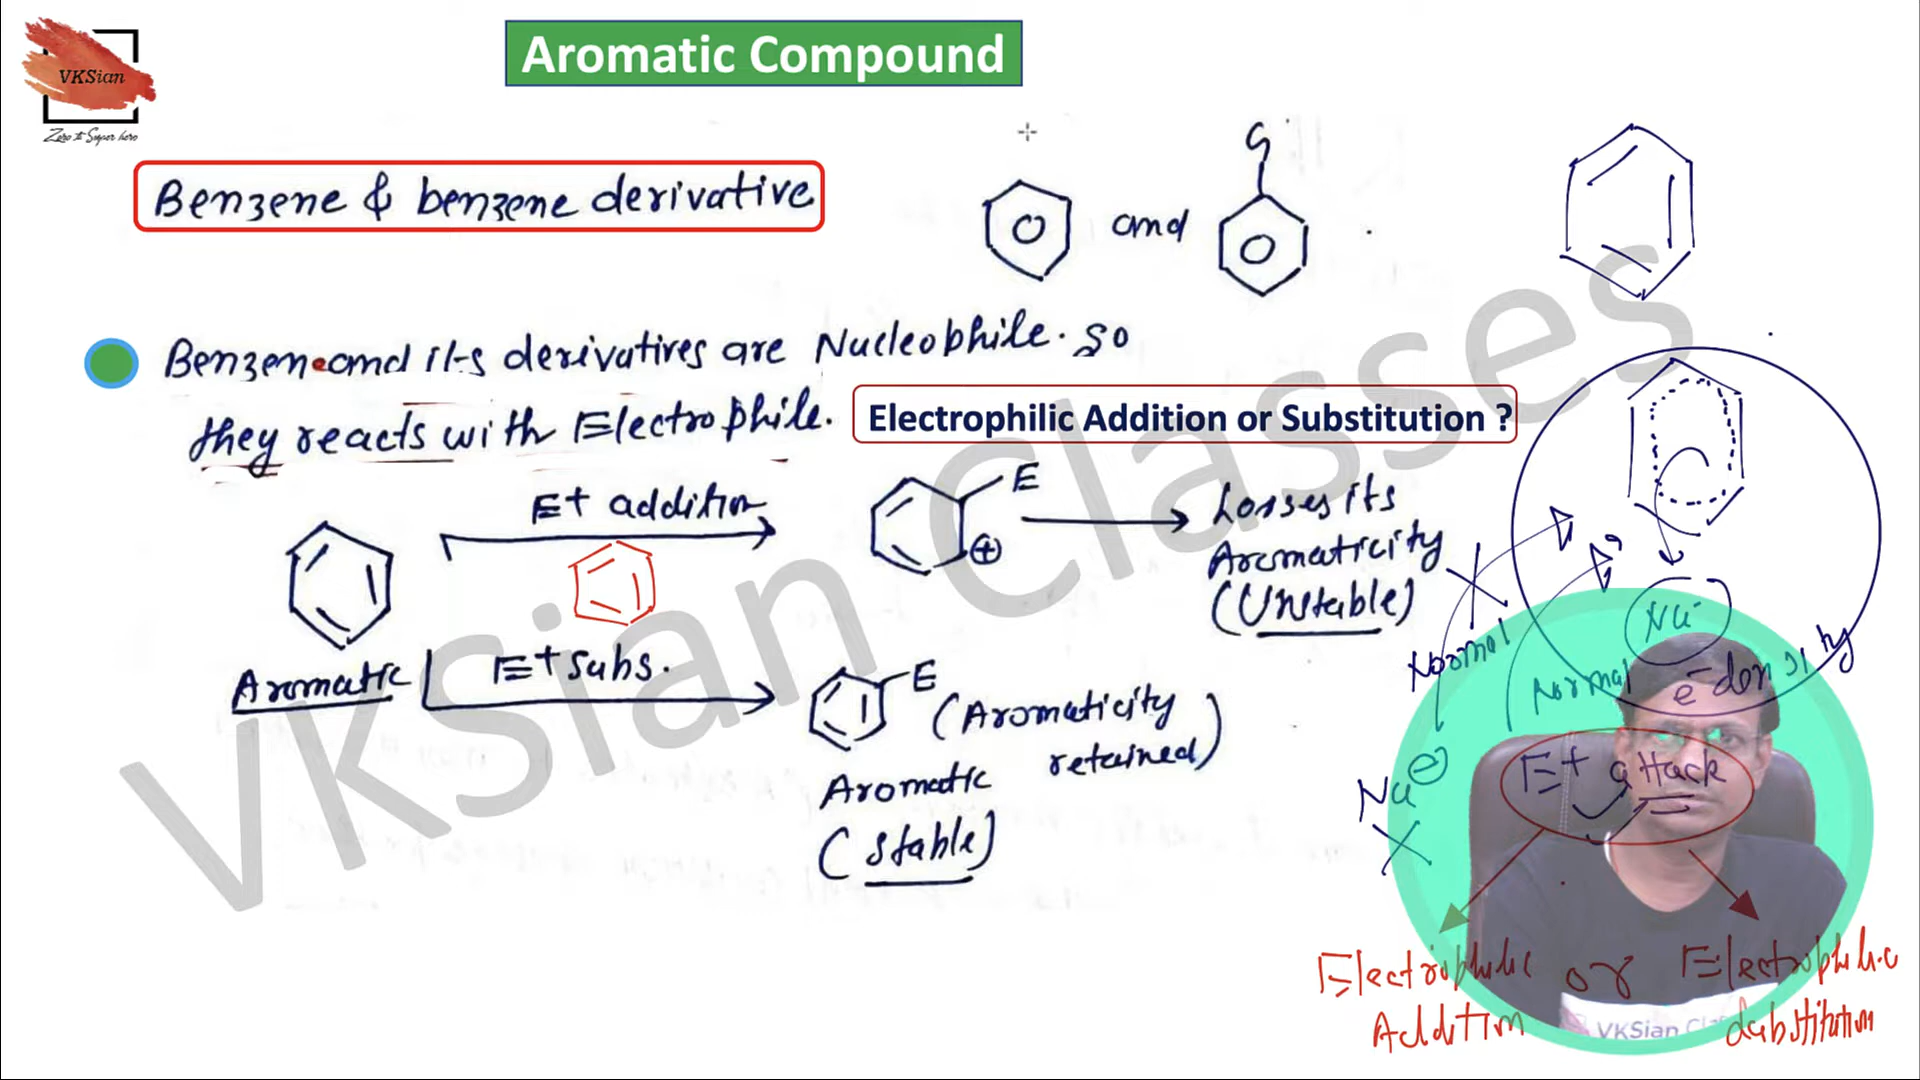 VKSian
Zero to Super hero
Aromatic Compound
Benzene & benzene derivative
and
G
Benzene and its derivatives are Nucleophile. so
they reacts with Electrophile.
Electrophilic Addition or Substitution ?
E+ addition
E
⊕
Losses its
Aromaticity
(Unstable)
Aromatic
E+ subs.
E
(Aromaticity
retained)
Aromatic
(Stable)
Normal
Normal
Nu-
e- density
Nu⊖
X
E+ attack
Electrophilic
Addition
or
Electrophilic
Substitution
VKSian Classes
VKSian Cl